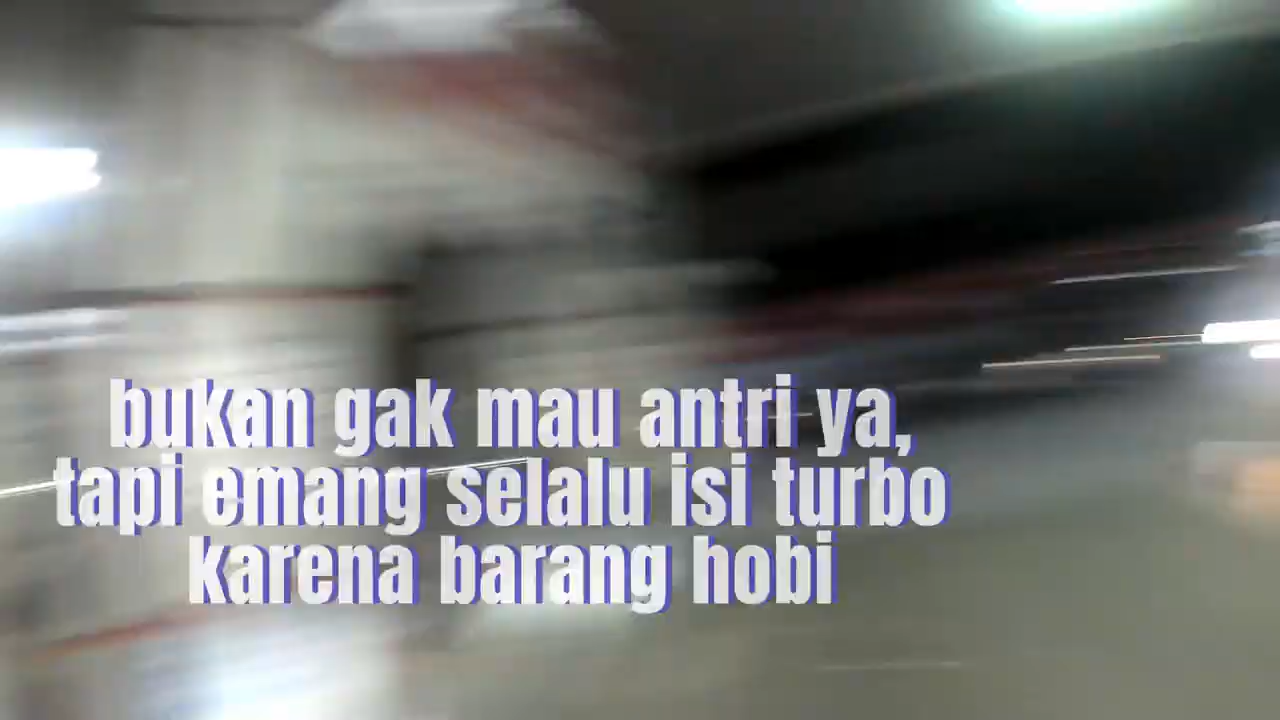 bukan gak mau antri ya,
tapi emang selalu isi turbo
karena barang hobi